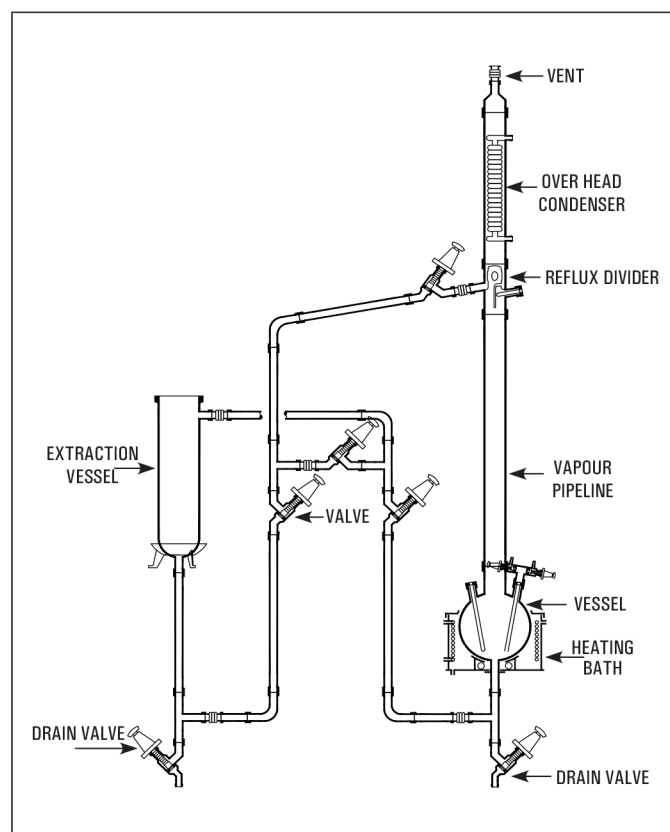 VENT
OVER HEAD
CONDENSER
REFLUX DIVIDER
EXTRACTION
VESSEL
VAPOUR
PIPELINE
VALVE
VESSEL
HEATING
BATH
DRAIN VALVE
DRAIN VALVE